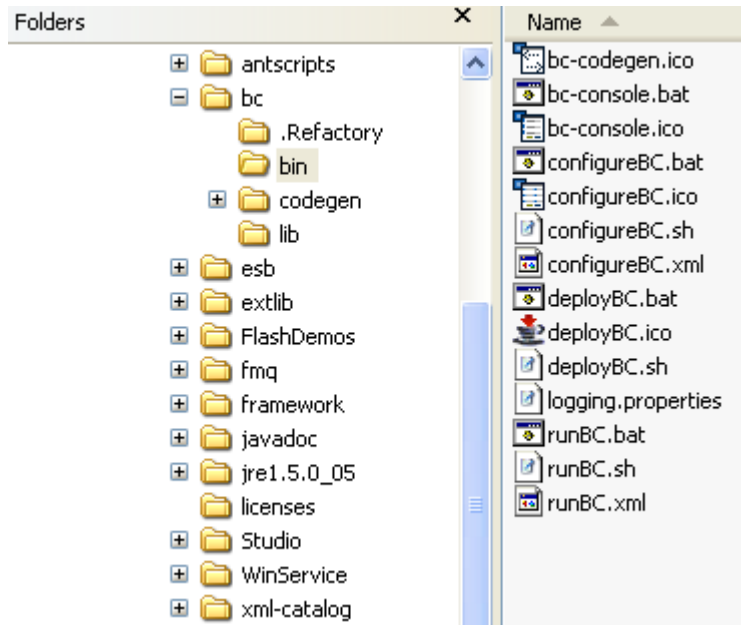 Folders
antscripts
bc
.Refactory
bin
codegen
lib
esb
extlib
FlashDemos
fmq
framework
javadoc
jre1.5.0_05
licenses
Studio
WinService
xml-catalog
Name
bc-codegen.ico
bc-console.bat
bc-console.ico
configureBC.bat
configureBC.ico
configureBC.sh
configureBC.xml
deployBC.bat
deployBC.ico
deployBC.sh
logging.properties
runBC.bat
runBC.sh
runBC.xml